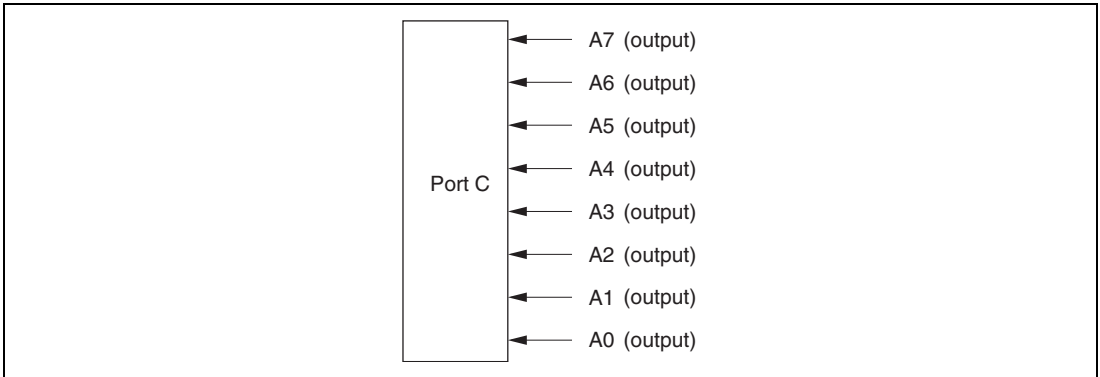 A7 (output)
A6 (output)
A5 (output)
A4 (output)
Port C
A3 (output)
A2 (output)
A1 (output)
A0 (output)